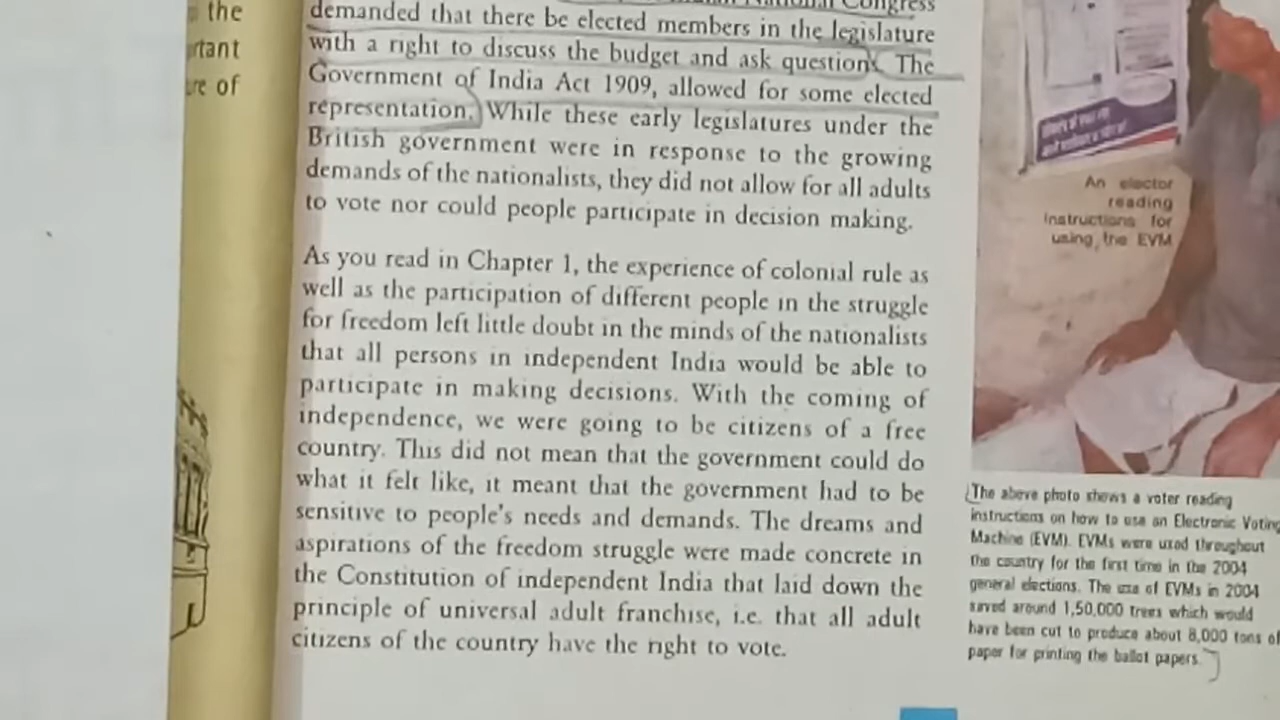 the
rtant
re of
Congress
demanded that there be elected members in the legislature
with a right to discuss the budget and ask questions. The
Government of India Act 1909, allowed for some elected
representation. While these early legislatures under the
British government were in response to the growing
demands of the nationalists, they did not allow for all adults
to vote nor could people participate in decision making.
As you read in Chapter 1, the experience of colonial rule as
well as the participation of different people in the struggle
for freedom left little doubt in the minds of the nationalists
that all persons in independent India would be able to
participate in making decisions. With the coming of
independence, we were going to be citizens of a free
country. This did not mean that the government could do
what it felt like, it meant that the government had to be
sensitive to people's needs and demands. The dreams and
aspirations of the freedom struggle were made concrete in
the Constitution of independent India that laid down the
principle of universal adult franchise, i.e. that all adult
citizens of the country have the right to vote.
An elector
reading
instructions for
using the EVM
The above photo shows a voter reading
instructions on how to use an Electronic Voting
Machine (EVM). EVMs were used throughout
the country for the first time in the 2004
general elections. The use of EVMs in 2004
saved around 1,50,000 trees which would
have been cut to produce about 8,000 tons of
paper for printing the ballot papers.